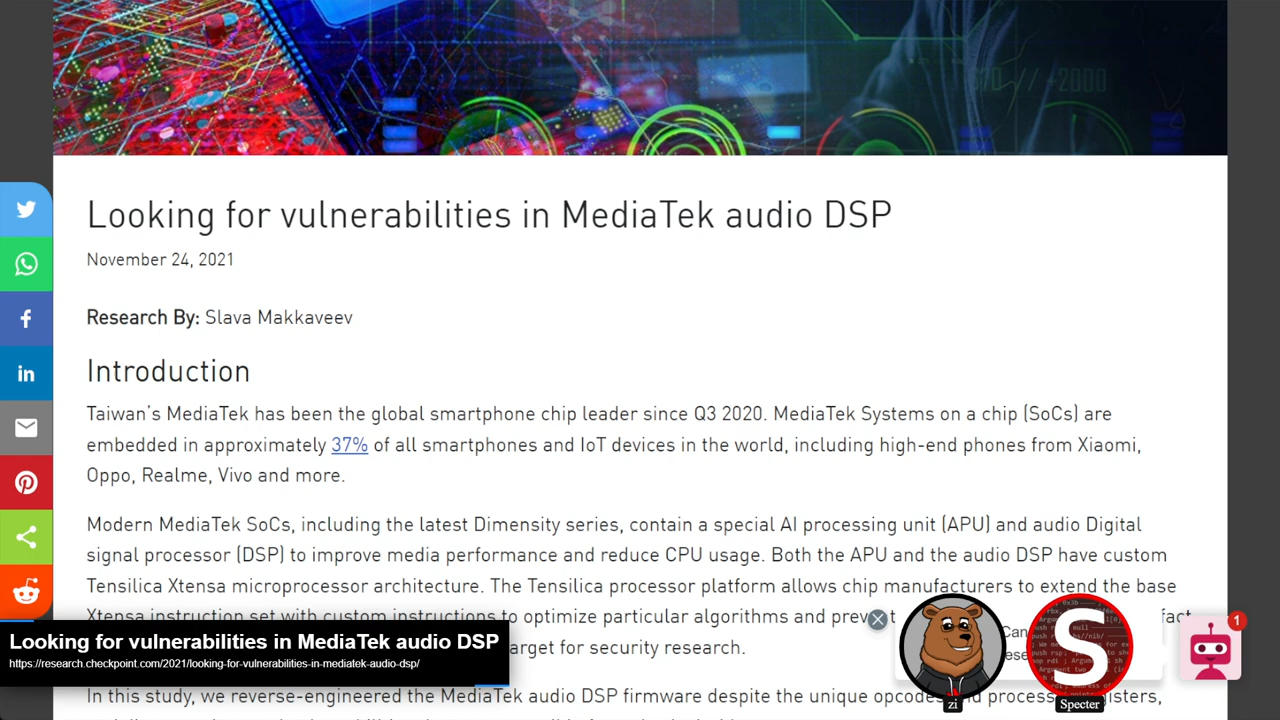 Looking for vulnerabilities in MediaTek audio DSP
November 24, 2021
Research By: Slava Makkaveev
Introduction
Taiwan's MediaTek has been the global smartphone chip leader since Q3 2020. MediaTek Systems on a chip (SoCs) are
embedded in approximately 37% of all smartphones and IoT devices in the world, including high-end phones from Xiaomi,
Oppo, Realme, Vivo and more.
Modern MediaTek SoCs, including the latest Dimensity series, contain a special AI processing unit (APU) and audio Digital
signal processor (DSP) to improve media performance and reduce CPU usage. Both the APU and the audio DSP have custom
Tensilica Xtensa microprocessor architecture. The Tensilica processor platform allows chip manufacturers to extend the base
Xtensa instruction set with custom instructions to optimize particular algorithms and fact
target for security research.
In this study, we reverse-engineered the MediaTek audio DSP firmware despite the unique
Looking for vulnerabilities in MediaTek audio DSP
https://research.checkpoint.com/2021/looking-for-vulnerabilities-in-mediatek-audio-dsp/
zi
S
Specter
1